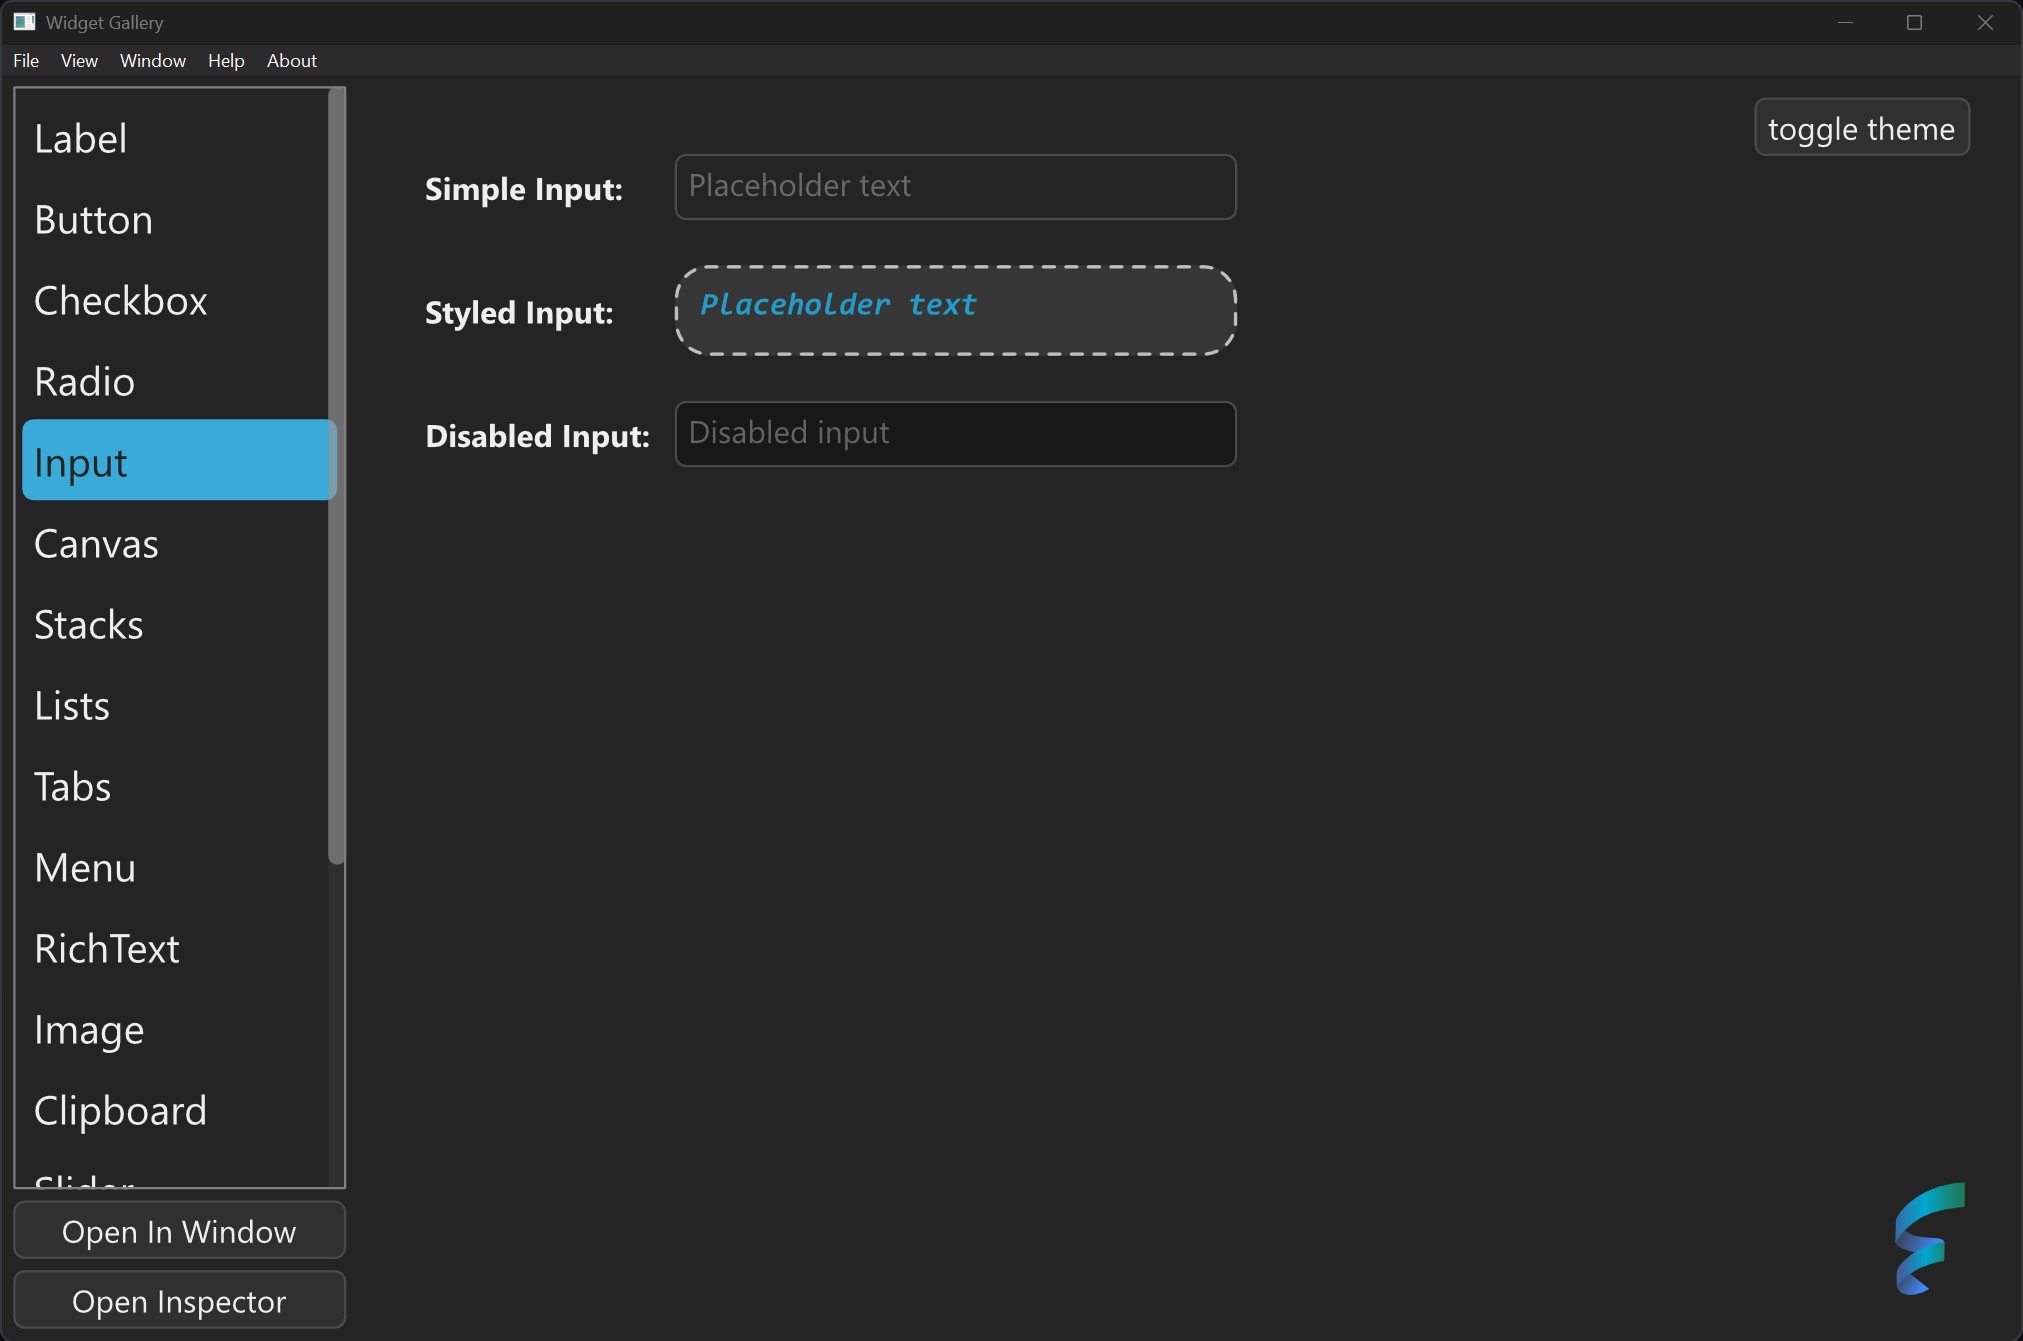 Widget Gallery
File View Window Help About
toggle theme
Label
Button
Checkbox
Radio
Input
Canvas
Stacks
Lists
Tabs
Menu
RichText
Image
Clipboard
Slider
Open In Window
Open Inspector
Simple Input: Placeholder text
Styled Input: Placeholder text
Disabled Input: Disabled input